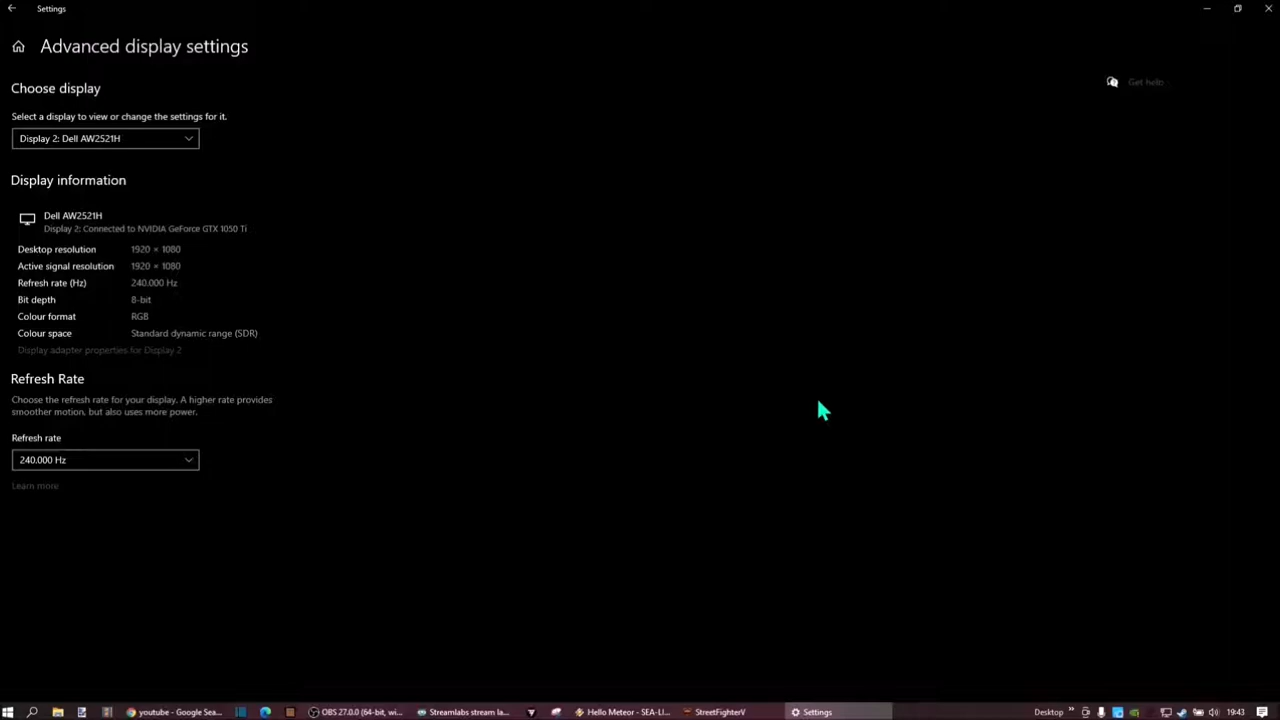 Settings
Advanced display settings
Choose display
Get help
Select a display to view or change the settings for it.
Display 2: Dell AW2521H
Display information
Dell AW2521H
Display 2: Connected to NVIDIA GeForce GTX 1050 Ti
Desktop resolution 1920 × 1080
Active signal resolution 1920 × 1080
Refresh rate (Hz) 240.000 Hz
Bit depth 8-bit
Colour format RGB
Colour space Standard dynamic range (SDR)
Display adapter properties for Display 2
Refresh Rate
Choose the refresh rate for your display. A higher rate provides
smoother motion, but also uses more power.
Refresh rate
240.000 Hz
Learn more
youtube - Google Sea... OBS 27.0.0 (64-bit, wi... Streamlabs stream la... Hello Meteor - SEA-LI... StreetFighterV Settings Desktop » 19:43